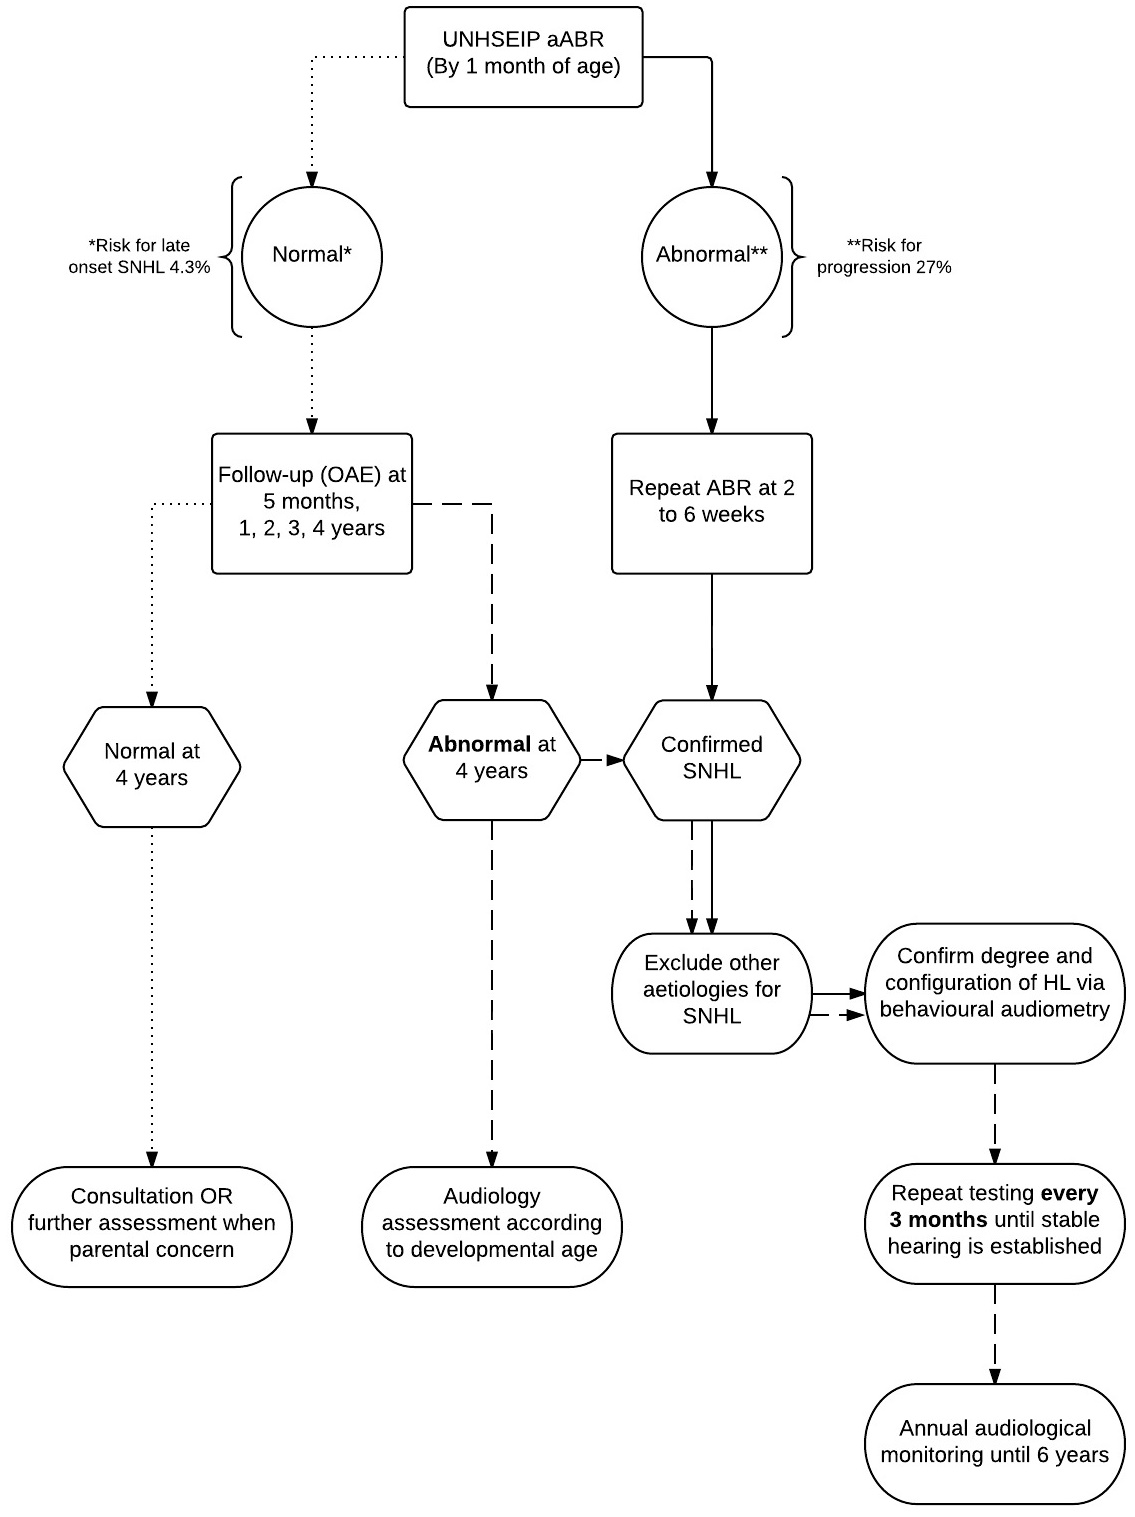 UNHSEIP aABR
(By 1 month of age)
*Risk for late
onset SNHL 4.3%
Normal*
Abnormal**
**Risk for
progression 27%
Follow-up (OAE) at
5 months,
1, 2, 3, 4 years
Repeat ABR at 2
to 6 weeks
Normal at
4 years
Abnormal at
4 years
Confirmed
SNHL
Exclude other
aetiologies for
SNHL
Confirm degree and
configuration of HL via
behavioural audiometry
Consultation OR
further assessment when
parental concern
Audiology
assessment according
to developmental age
Repeat testing every
3 months until stable
hearing is established
Annual audiological
monitoring until 6 years